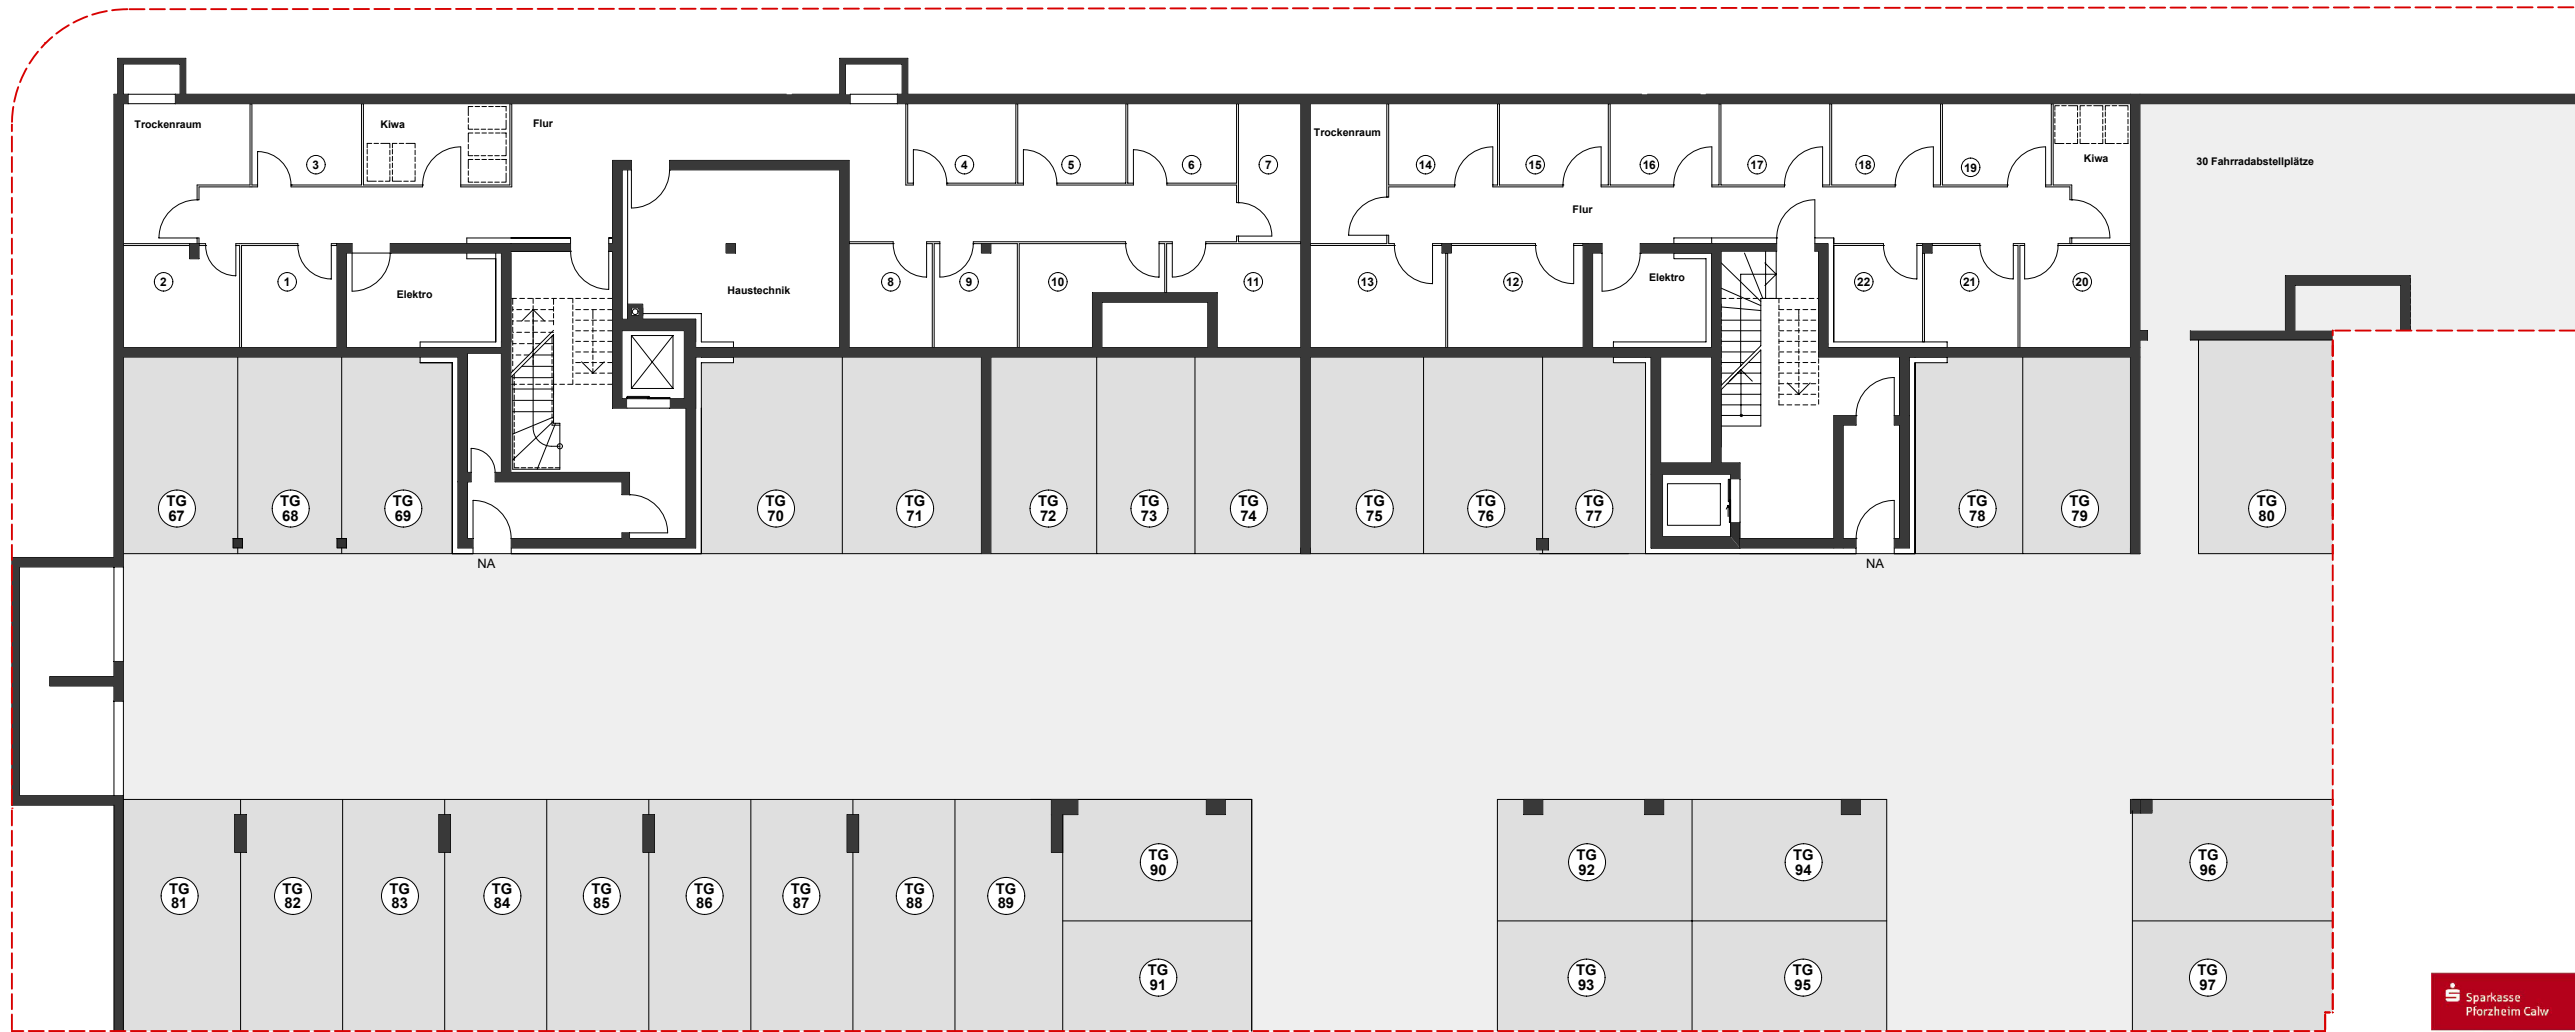 Trockenraum
3
Kiwa
Flur
4
5
6
7
Trockenraum
14
15
16
17
18
19
Kiwa
30 Fahrradabstellplätze
Flur
2
1
Elektro
Haustechnik
8
9
10
11
13
12
Elektro
22
21
20
TG
67
TG
68
TG
69
TG
70
TG
71
TG
72
TG
73
TG
74
TG
75
TG
76
TG
77
TG
78
TG
79
TG
80
NA
NA
TG
81
TG
82
TG
83
TG
84
TG
85
TG
86
TG
87
TG
88
TG
89
TG
90
TG
91
TG
92
TG
93
TG
94
TG
95
TG
96
TG
97
Sparkasse
Pforzheim Calw